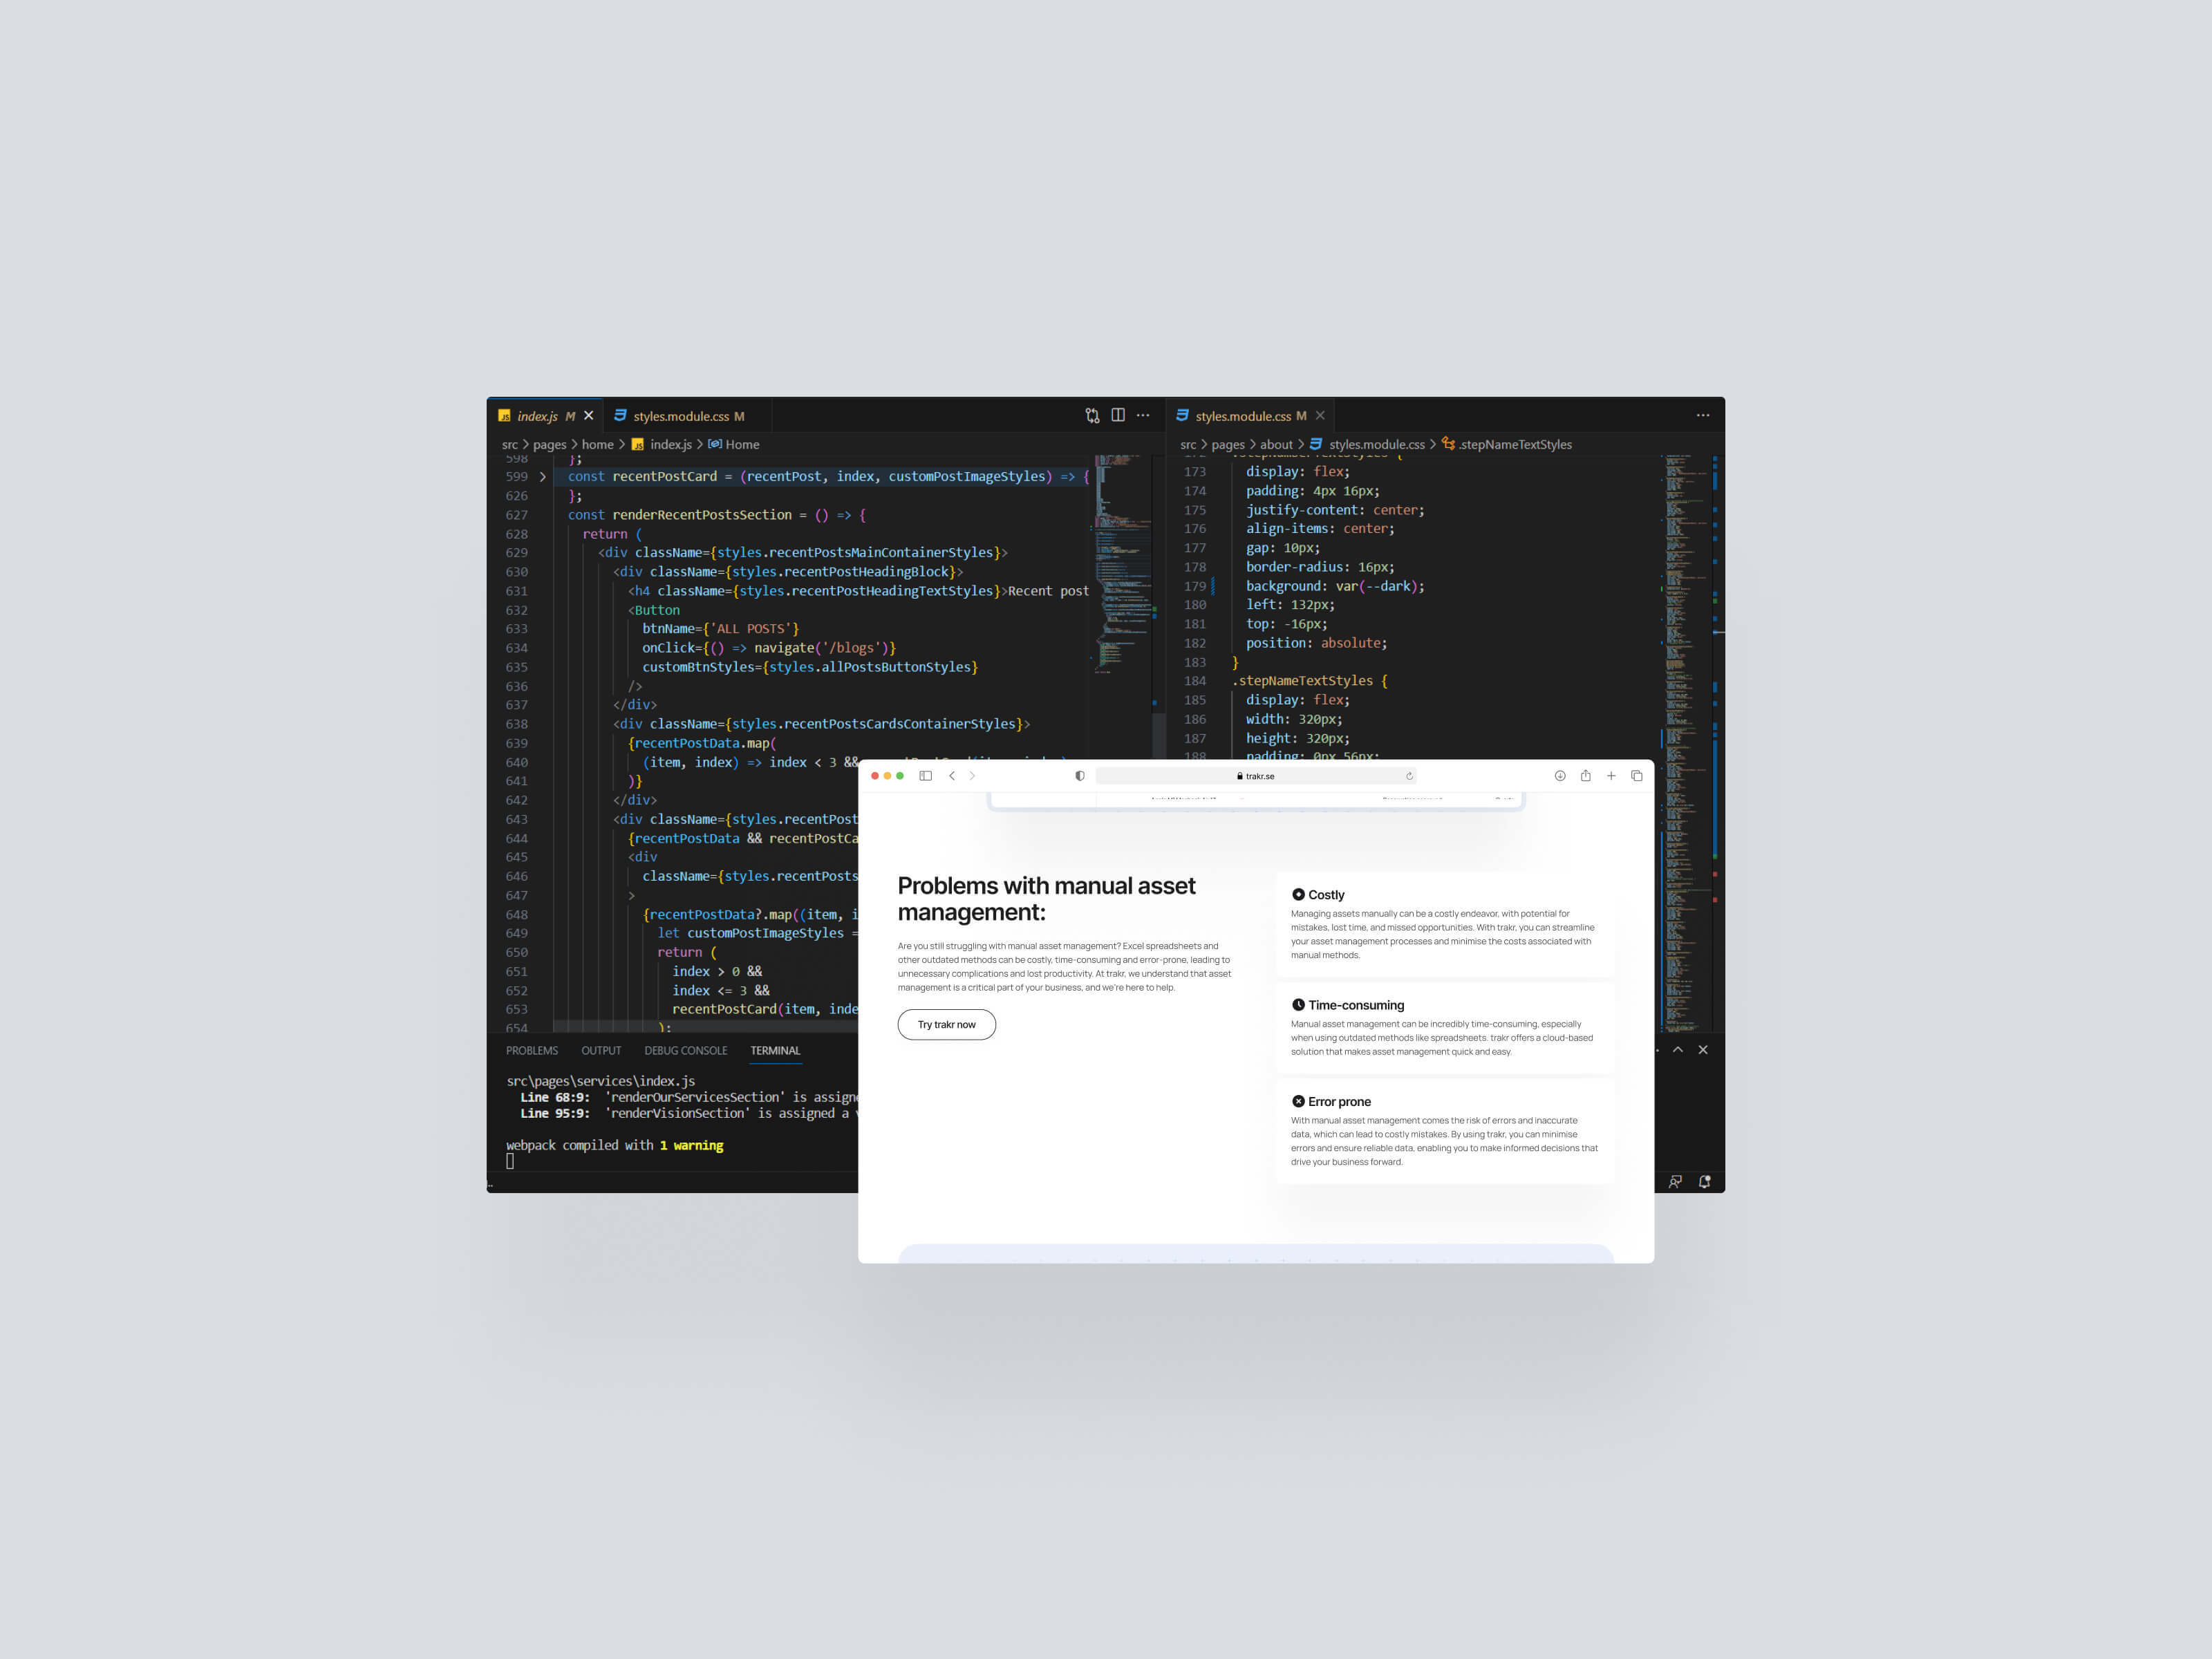 index.js M
styles.module.css M
src > pages > home > index.js > Home
598 };
599 const recentPostCard = (recentPost, index, customPostImageStyles) => {
626 };
627 const renderRecentPostsSection = () => {
628 return (
629 <div className={styles.recentPostsMainContainerStyles}>
630 <div className={styles.recentPostHeadingBlock}>
631 <h4 className={styles.recentPostHeadingTextStyles}>Recent post
632 <Button
633 btnName={'ALL POSTS'}
634 onClick={() => navigate('/blogs')}
635 customBtnStyles={styles.allPostsButtonStyles}
636 />
637 </div>
638 <div className={styles.recentPostsCardsContainerStyles}>
639 {recentPostData.map(
640 (item, index) => index < 3 &&
641 )}
642 </div>
643 <div className={styles.recentPost
644 {recentPostData && recentPostCa
645 <div
646 className={styles.recentPosts
647 >
648 {recentPostData?.map((item, i
649 let customPostImageStyles =
650 return (
651 index > 0 &&
652 index <= 3 &&
653 recentPostCard(item, inde
654 );
styles.module.css M
src > pages > about > styles.module.css > .stepNameTextStyles
173 display: flex;
174 padding: 4px 16px;
175 justify-content: center;
176 align-items: center;
177 gap: 10px;
178 border-radius: 16px;
179 background: var(--dark);
180 left: 132px;
181 top: -16px;
182 position: absolute;
183 }
184 .stepNameTextStyles {
185 display: flex;
186 width: 320px;
187 height: 320px;
188 padding: 0px 56px;
PROBLEMS OUTPUT DEBUG CONSOLE TERMINAL
src\pages\services\index.js
Line 68:9: 'renderOurServicesSection' is assign
Line 95:9: 'renderVisionSection' is assigned a
webpack compiled with 1 warning
trakr.se
Problems with manual asset
management:
Are you still struggling with manual asset management? Excel spreadsheets and
other outdated methods can be costly, time-consuming and error-prone, leading to
unnecessary complications and lost productivity. At trakr, we understand that asset
management is a critical part of your business, and we're here to help.
Try trakr now
Costly
Managing assets manually can be a costly endeavor, with potential for
mistakes, lost time, and missed opportunities. With trakr, you can streamline
your asset management processes and minimise the costs associated with
manual methods.
Time-consuming
Manual asset management can be incredibly time-consuming, especially
when using outdated methods like spreadsheets. trakr offers a cloud-based
solution that makes asset management quick and easy.
Error prone
With manual asset management comes the risk of errors and inaccurate
data, which can lead to costly mistakes. By using trakr, you can minimise
errors and ensure reliable data, enabling you to make informed decisions that
drive your business forward.